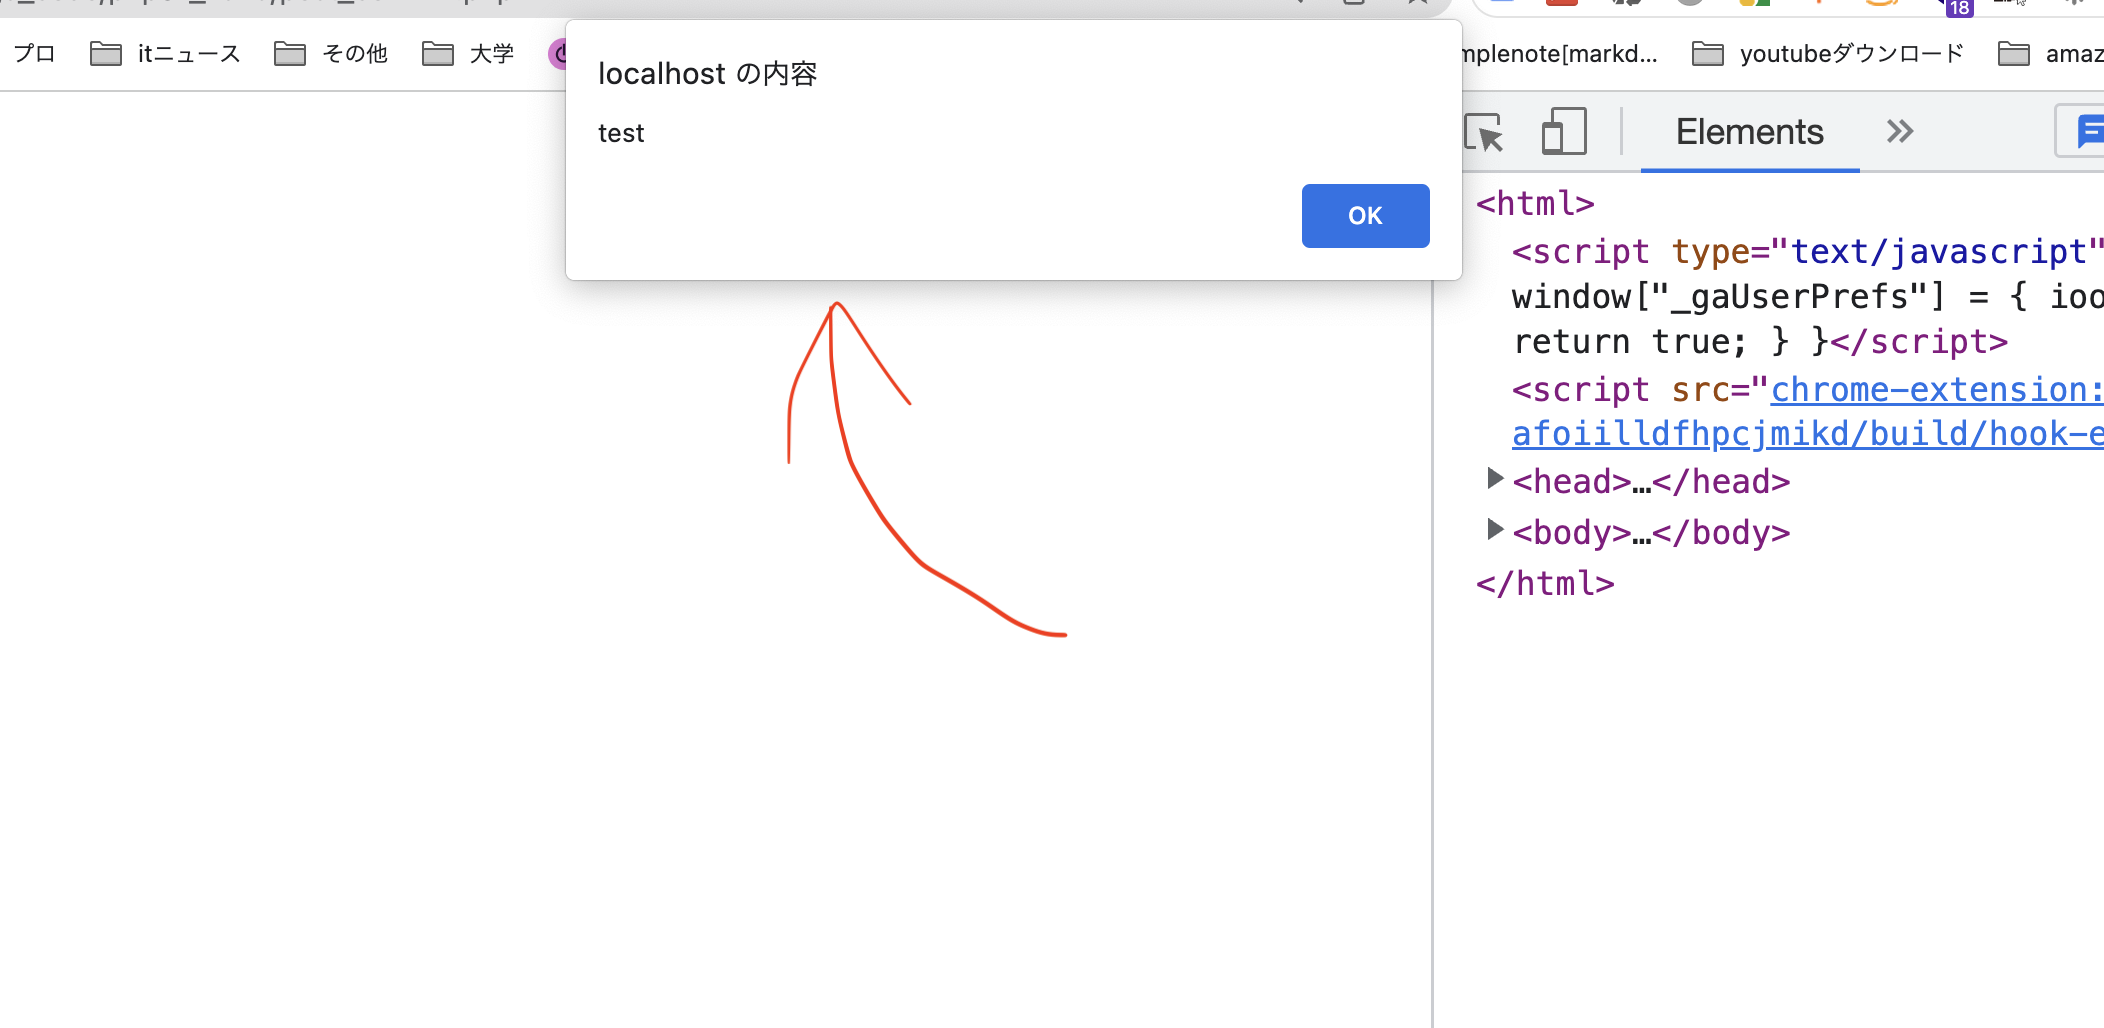 プロ itニュース その他 大学 mplenote[markd... youtubeダウンロード amaz
18
localhost の内容
test
OK
Elements
<html>
<script type="text/javascript"
window["_gaUserPrefs"] = { ioo
return true; } }</script>
<script src="chrome-extension:
afoiilldfhpcjmikd/build/hook-e
<head>…</head>
<body>…</body>
</html>